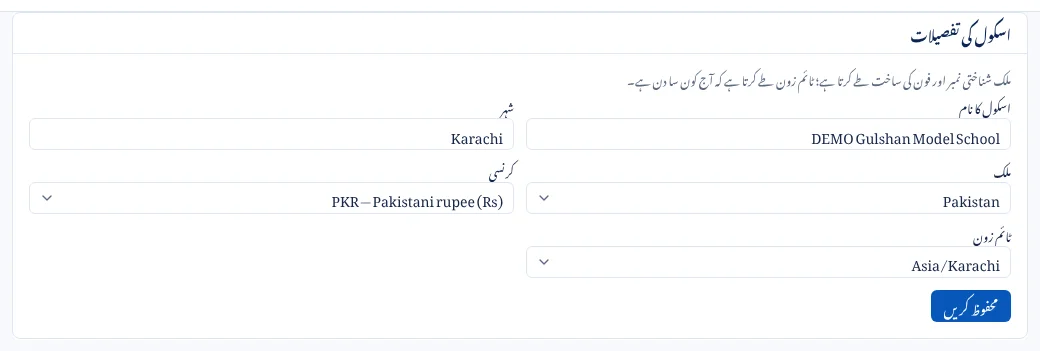 اسکول کی تفصیلات
ملک شناختی نمبر اور فون کی ساخت طے کرتا ہے؛ ٹائم زون طے کرتا ہے کہ آج کون سا دن ہے۔
اسکول کا نام
DEMO Gulshan Model School
شہر
Karachi
ملک
Pakistan
کرنسی
PKR — Pakistani rupee (Rs)
ٹائم زون
Asia/Karachi
محفوظ کریں